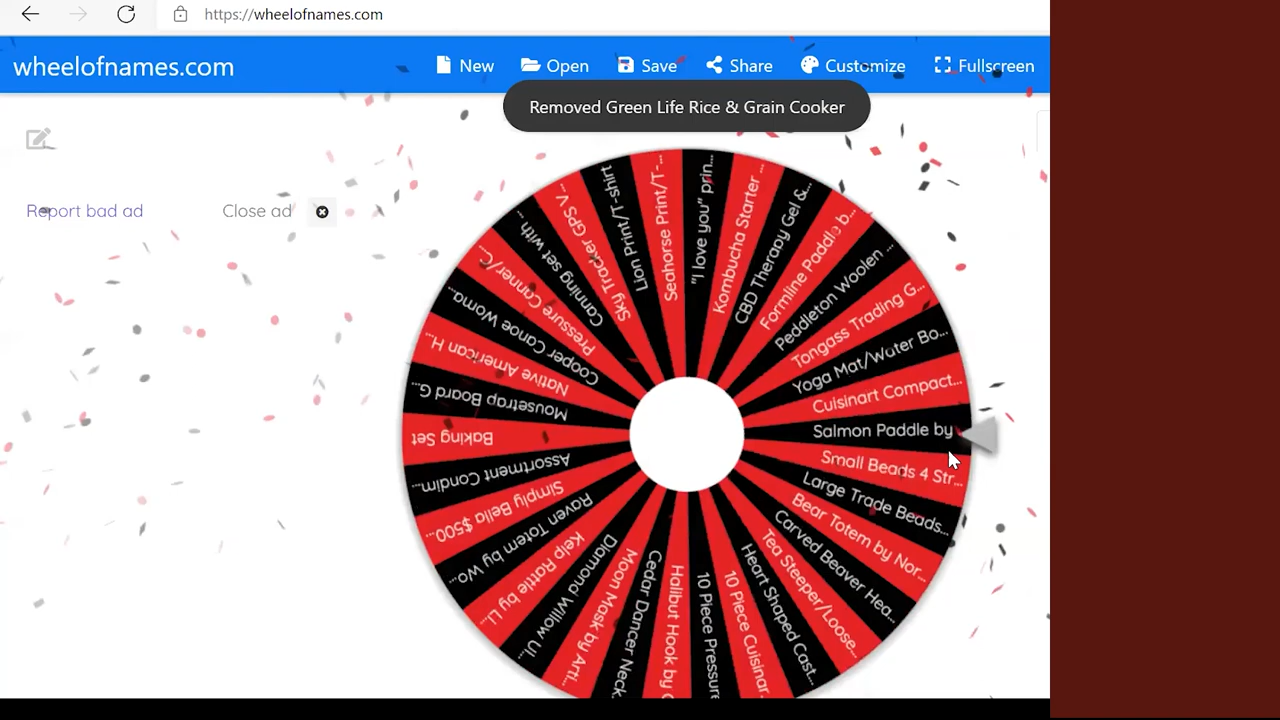 https://wheelofnames.com
wheelofnames.com
New
Open
Save
Share
Customize
Fullscreen
Removed Green Life Rice & Grain Cooker
Report bad ad
Close ad
"I love you" prin...
Kombucha Starter ...
CBD Therapy Gel &...
Formline Paddle b...
Peddleton Woolen ...
Tongass Trading G...
Yoga Mat/Water Bo...
Cuisinart Compact...
Salmon Paddle by
Small Beads 4 Str...
Large Trade Beads...
Bear Totem by Nor...
Carved Beaver Hea...
Tea Steeper/Loose...
Heart Shaped Cast...
10 Piece Cuisinar
10 Piece Pressure
Halibut Hook by
Cedar Dancer Neck
Moon Mask by Arti...
Diamond Willow Ul...
Kelp Rattle by Li...
Raven Totem by Wo...
Simply Bella $500...
Assortment Condim...
Baking Set
Mousetrap Board G...
Native American H...
Cooper Canoe Woma...
Pressure Canner/C...
Canning set with...
Sky Tracker GPS V...
Lion Print/T-shirt
Seahorse Print/T-...